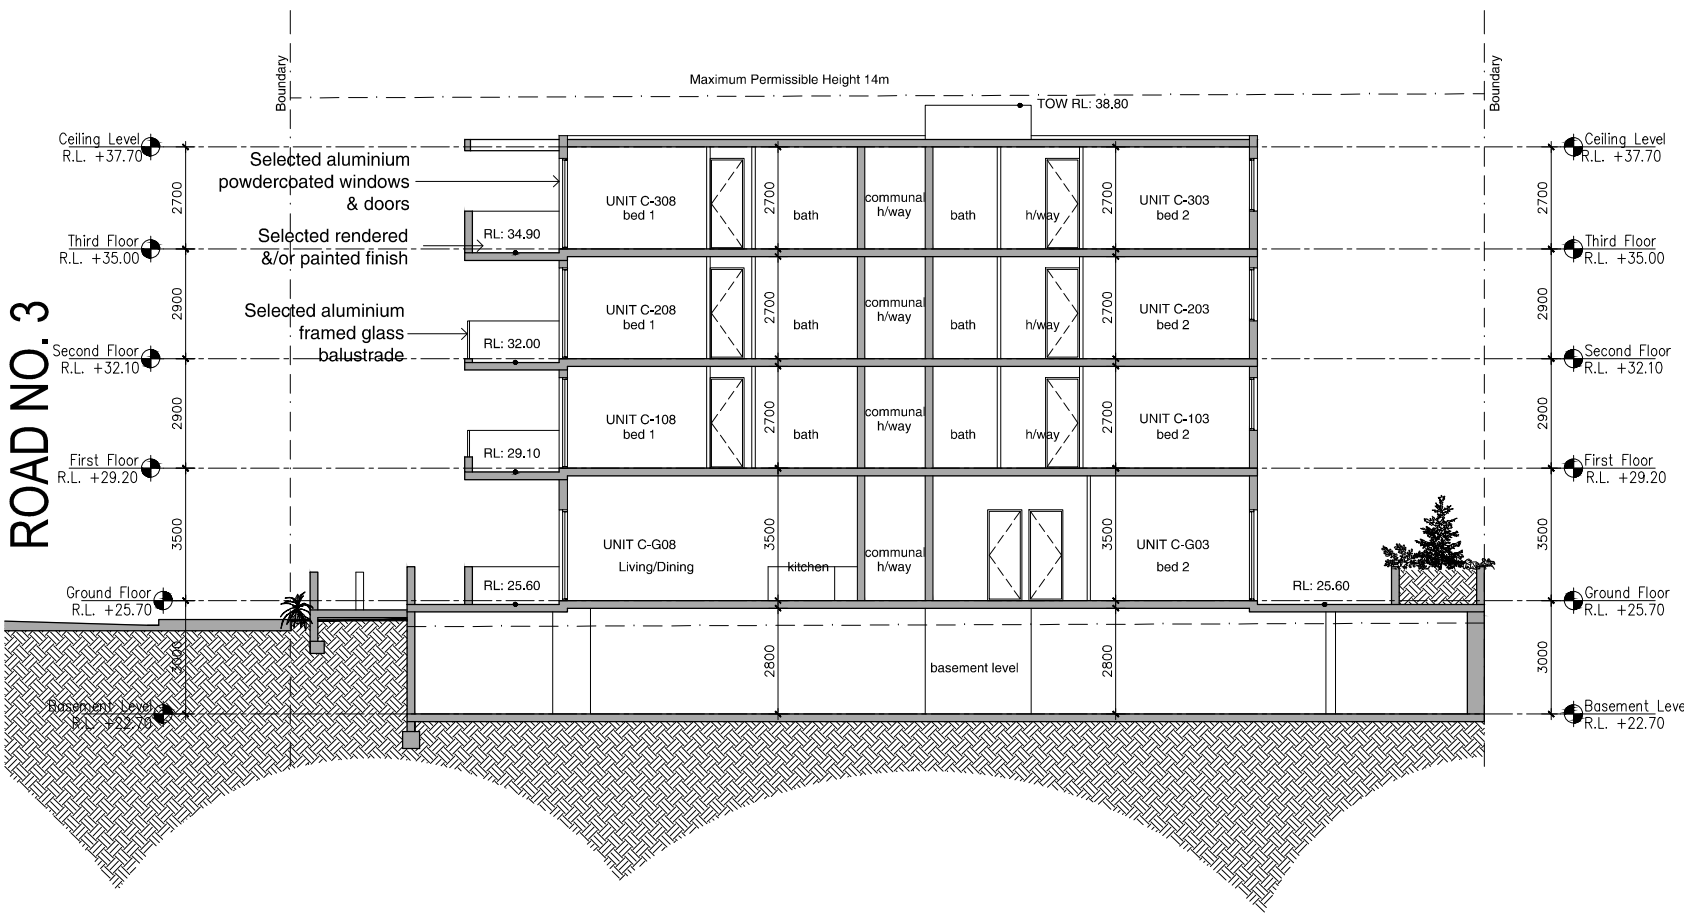 Maximum Permissible Height 14m
Boundary
Boundary
TOW RL: 38.80
Ceiling Level
R.L. +37.70
Ceiling Level
R.L. +37.70
Selected aluminium
powdercoated windows
& doors
2700
UNIT C-308
bed 1
2700
bath
communal
h/way
bath
h/way
2700
UNIT C-303
bed 2
2700
Selected rendered
&/or painted finish
RL: 34.90
Third Floor
R.L. +35.00
Third Floor
R.L. +35.00
ROAD NO. 3
2900
Selected aluminium
framed glass
balustrade
RL: 32.00
UNIT C-208
bed 1
2700
bath
communal
h/way
bath
h/way
2700
UNIT C-203
bed 2
2900
Second Floor
R.L. +32.10
Second Floor
R.L. +32.10
2900
RL: 29.10
UNIT C-108
bed 1
2700
bath
communal
h/way
bath
h/way
2700
UNIT C-103
bed 2
2900
First Floor
R.L. +29.20
First Floor
R.L. +29.20
3500
UNIT C-G08
Living/Dining
3500
kitchen
communal
h/way
3500
UNIT C-G03
bed 2
3500
RL: 25.60
RL: 25.60
Ground Floor
R.L. +25.70
Ground Floor
R.L. +25.70
3000
2800
basement level
2800
3000
Basement Level
R.L. +22.70
Basement Leve
R.L. +22.70